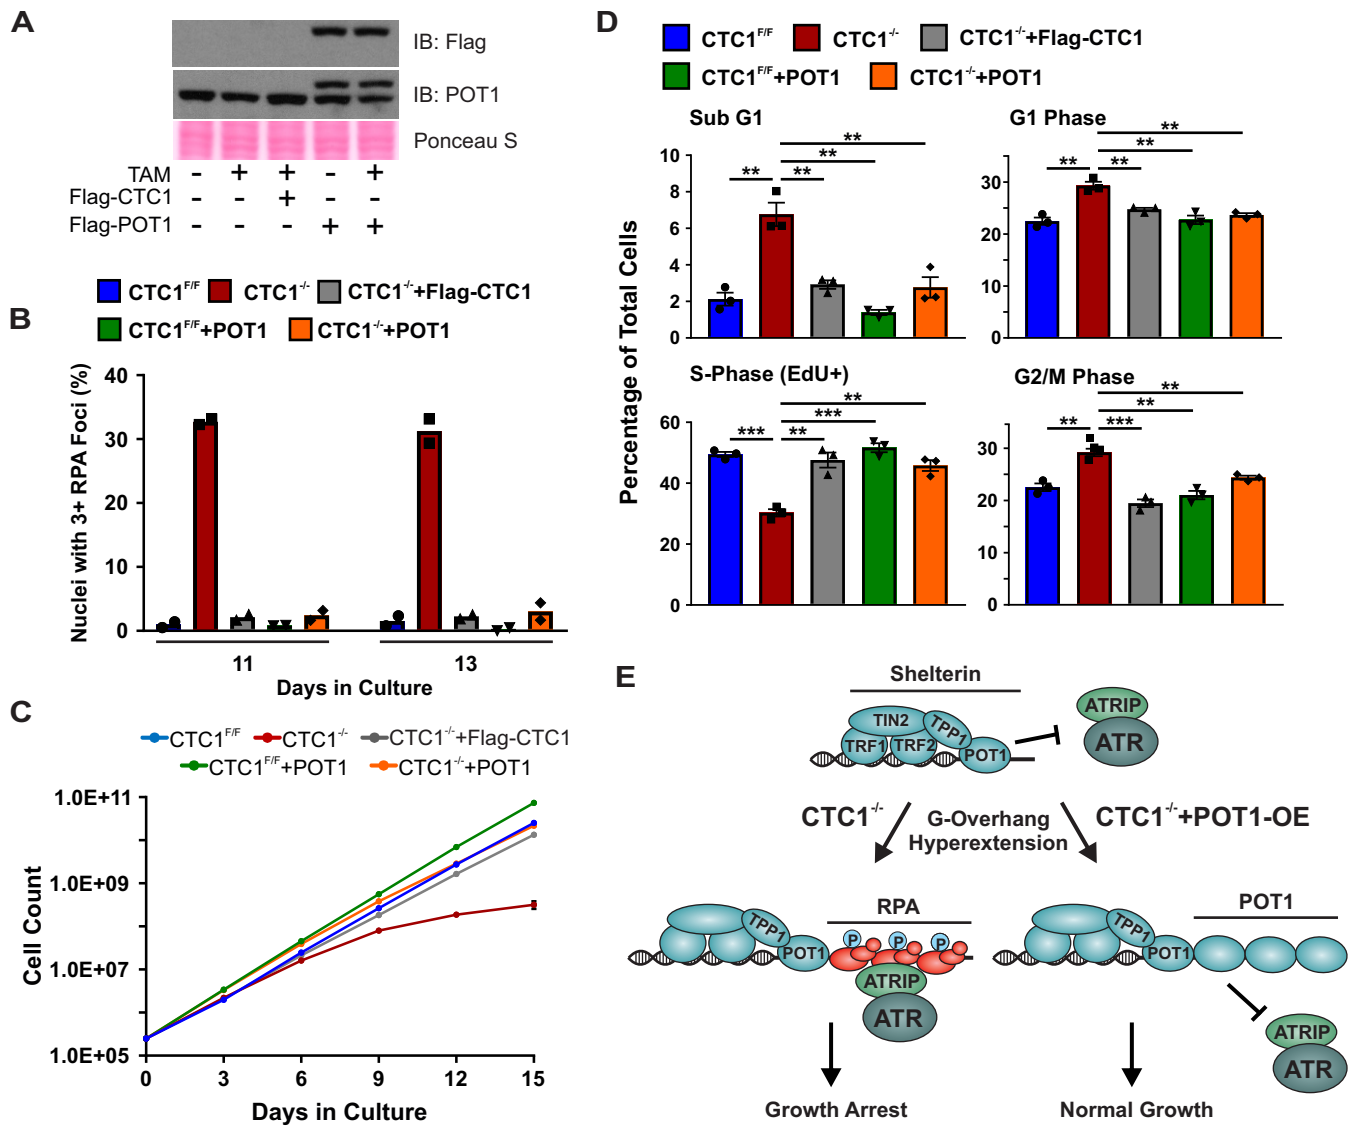 A
IB: Flag
IB: POT1
Ponceau S
TAM - + + - +
Flag-CTC1 - - + - -
Flag-POT1 - - - + +
B
CTC1F/F CTC1-/- CTC1-/-+Flag-CTC1
CTC1F/F+POT1 CTC1-/-+POT1
Nuclei with 3+ RPA Foci (%)
40
30
20
10
0
11 13
Days in Culture
C
CTC1F/F CTC1-/- CTC1-/-+Flag-CTC1
CTC1F/F+POT1 CTC1-/-+POT1
Cell Count
1.0E+11
1.0E+09
1.0E+07
1.0E+05
0 3 6 9 12 15
Days in Culture
D
CTC1F/F CTC1-/- CTC1-/-+Flag-CTC1
CTC1F/F+POT1 CTC1-/-+POT1
Percentage of Total Cells
Sub G1
10
8
6
4
2
0
** ** ** **
G1 Phase
30
20
10
0
** ** ** **
S-Phase (EdU+)
60
40
20
0
*** ** *** **
G2/M Phase
30
20
10
0
** *** ** **
E
Shelterin
TIN2
TPP1
TRF1
TRF2
POT1
ATRIP
ATR
CTC1-/-
G-Overhang
Hyperextension
CTC1-/-+POT1-OE
RPA
TPP1
POT1
P P P
ATRIP
ATR
Growth Arrest
POT1
TPP1
POT1
ATRIP
ATR
Normal Growth